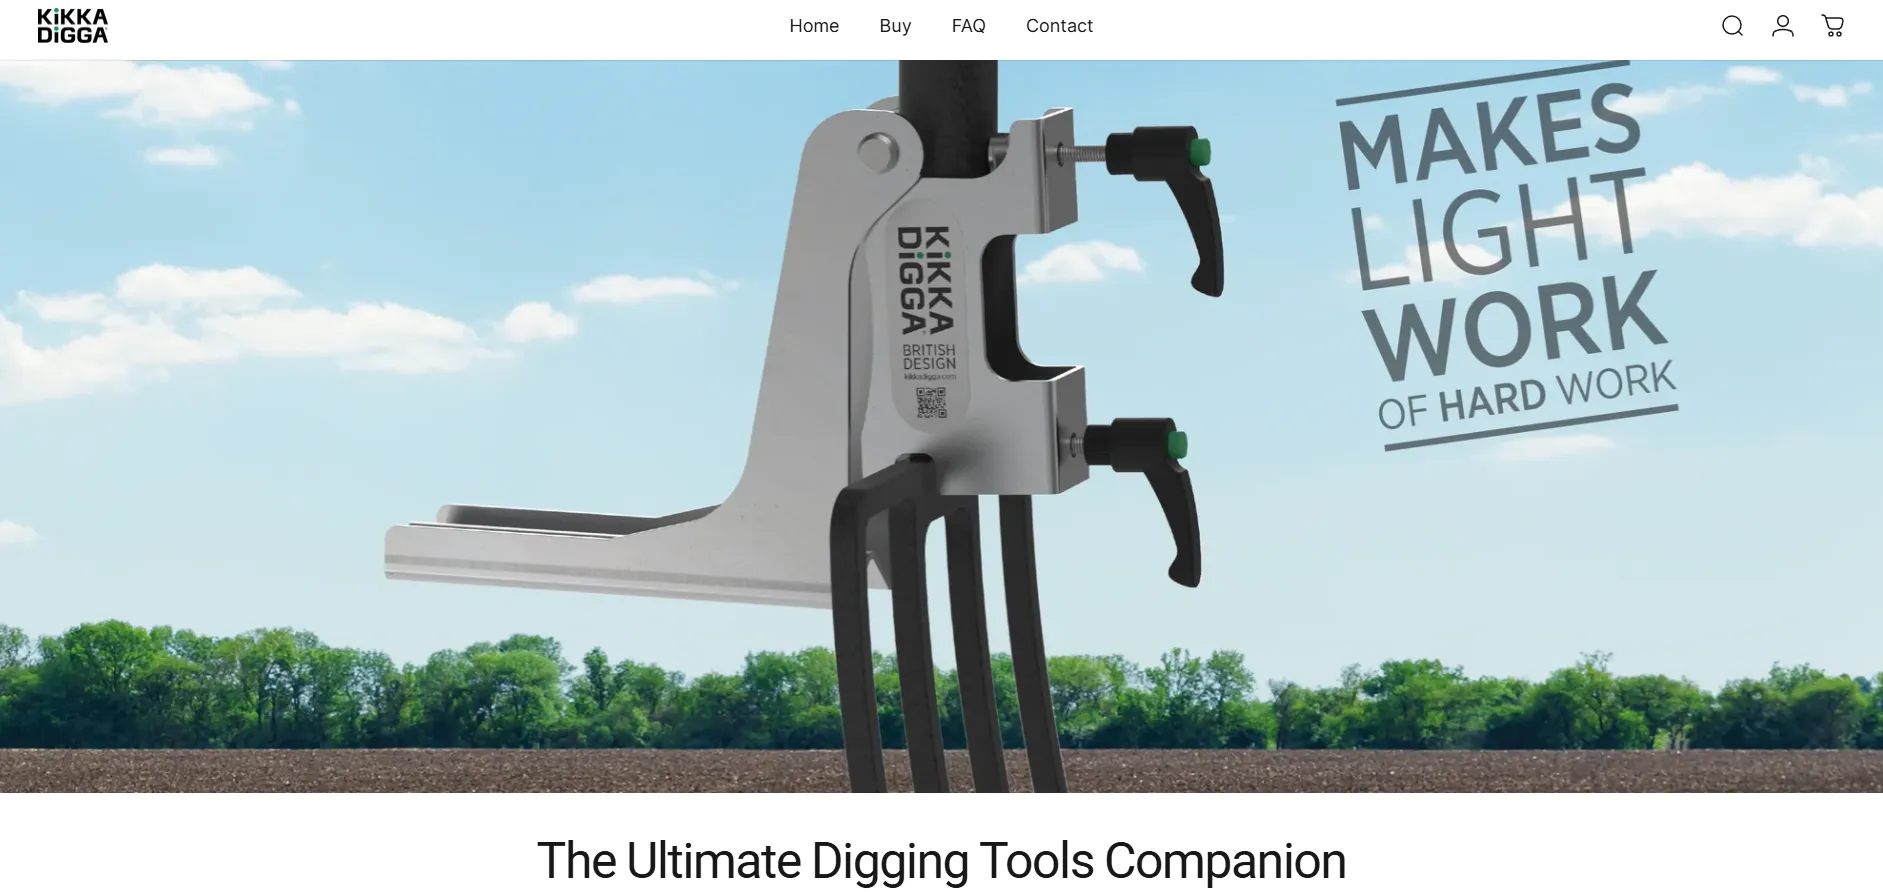 KiKKA
DiGGA
Home
Buy
FAQ
Contact
MAKES
LIGHT
WORK
OF HARD WORK
KiKKA
DiGGA
BRITISH
DESIGN
kikkadigga.com
The Ultimate Digging Tools Companion